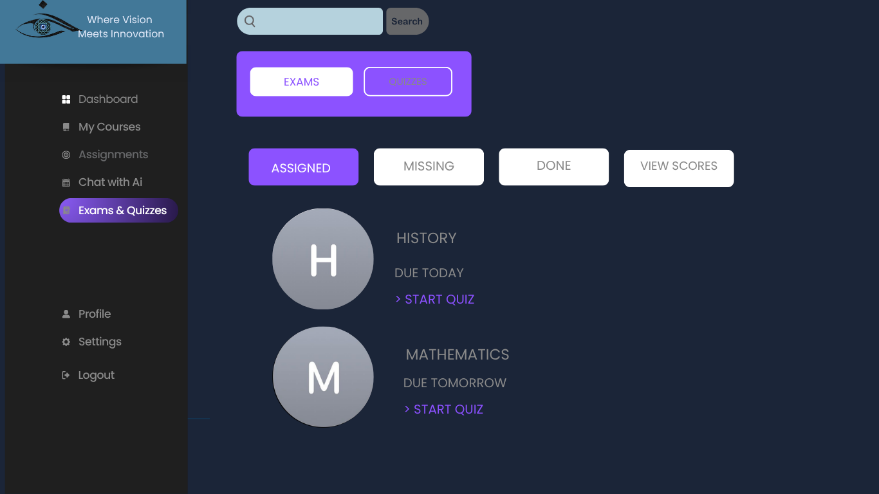 Where Vision
Meets Innovation
Search
EXAMS
QUIZZES
Dashboard
My Courses
Assignments
Chat with Ai
Exams & Quizzes
Profile
Settings
Logout
ASSIGNED
MISSING
DONE
VIEW SCORES
H
HISTORY
DUE TODAY
> START QUIZ
M
MATHEMATICS
DUE TOMORROW
> START QUIZ